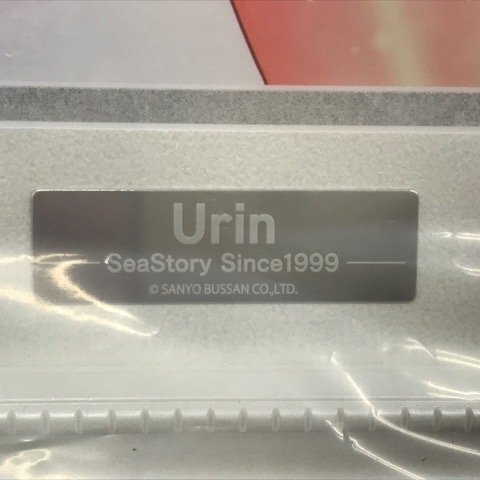 Urin
SeaStory Since1999
© SANYO BUSSAN CO.,LTD.